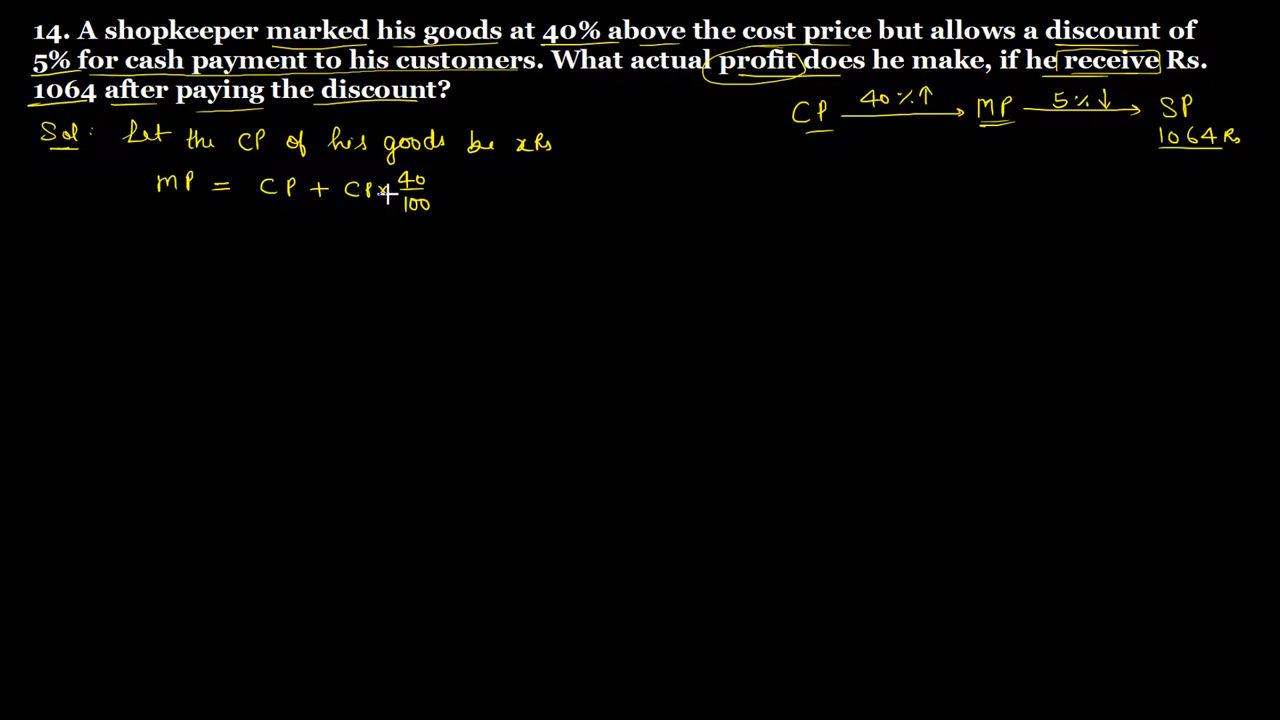 14. A shopkeeper marked his goods at 40% above the cost price but allows a discount of
5% for cash payment to his customers. What actual profit does he make, if he receive Rs.
1064 after paying the discount?
CP 40%↑ MP 5%↓ SP
1064 Rs
Sol: Let the CP of his goods be x Rs
MP = CP + CP × 40/100